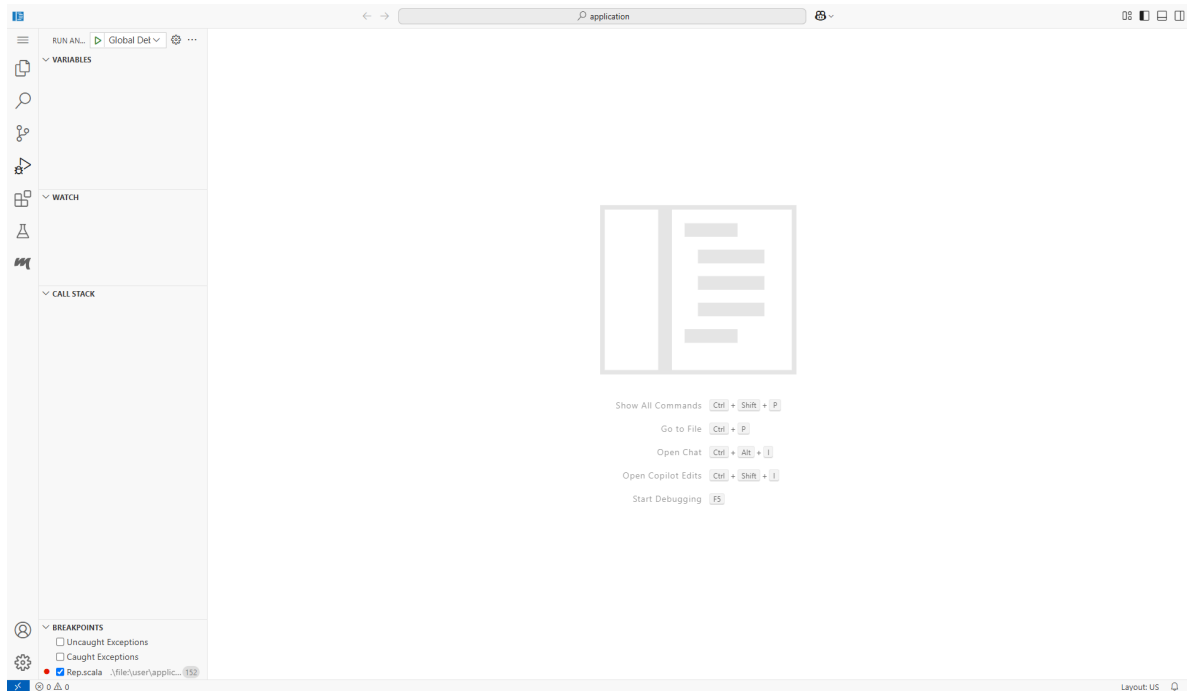 application
RUN AN... Global Det
VARIABLES
WATCH
CALL STACK
Show All Commands Ctrl + Shift + P
Go to File Ctrl + P
Open Chat Ctrl + Alt + I
Open Copilot Edits Ctrl + Shift + I
Start Debugging F5
BREAKPOINTS
Uncaught Exceptions
Caught Exceptions
Rep.scala .\file:\user\applic... 152
0 0
Layout: US